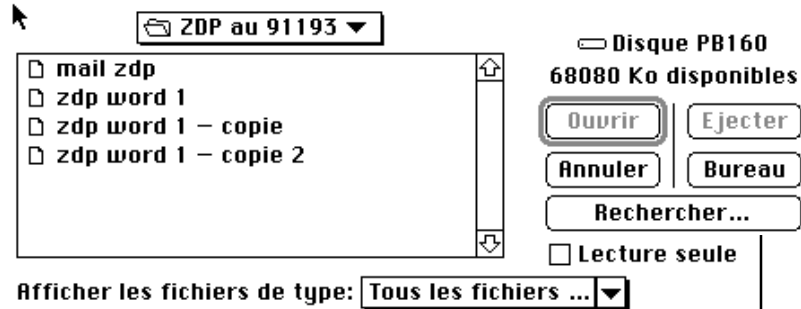 ZDP au 91193
mail zdp
zdp word 1
zdp word 1 – copie
zdp word 1 – copie 2
Disque PB160
68080 Ko disponibles
Ouvrir
Ejecter
Annuler
Bureau
Rechercher...
Lecture seule
Afficher les fichiers de type: Tous les fichiers ...